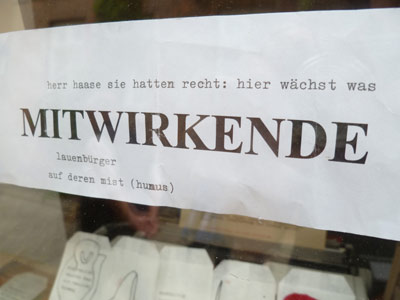 herr haase sie hatten recht: hier wächst was
MITWIRKENDE
lauenbürger
auf deren mist (humus)